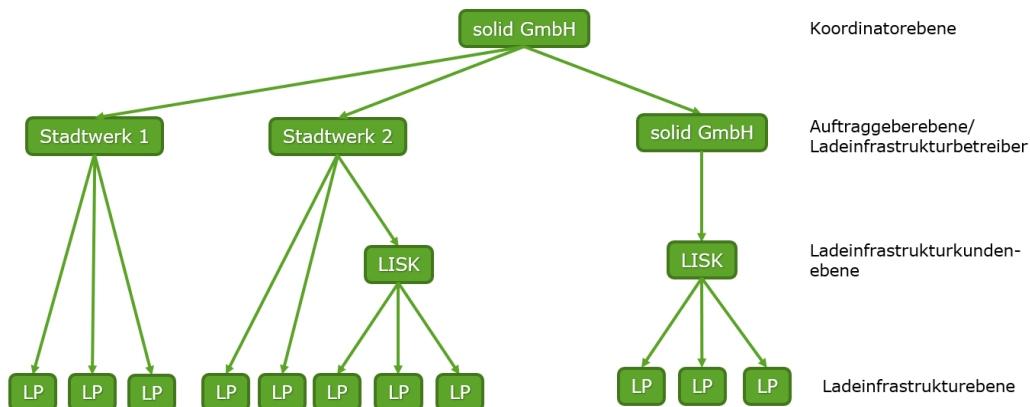 solid GmbH
Koordinatorebene
Stadtwerk 1
Stadtwerk 2
solid GmbH
Auftraggeberebene/
Ladeinfrastrukturbetreiber
LISK
LISK
Ladeinfrastrukturkunden-
ebene
LP
LP
LP
LP
LP
LP
LP
LP
LP
LP
LP
Ladeinfrastrukturebene